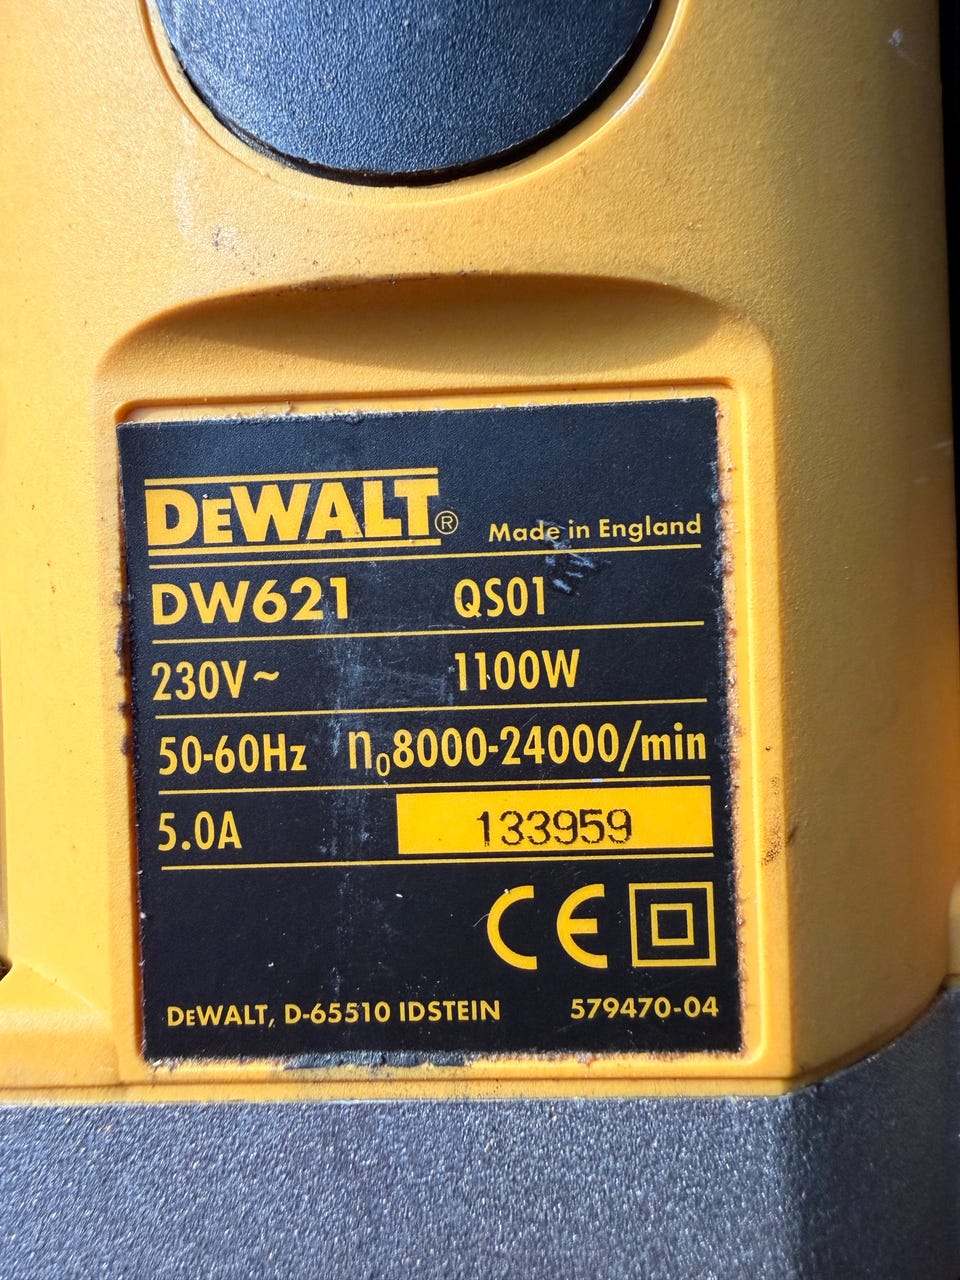 DEWALT®
Made in England
DW621 QS01
230V~ 1100W
50-60Hz n₀8000-24000/min
5.0A 133959
CE
DEWALT, D-65510 IDSTEIN 579470-04